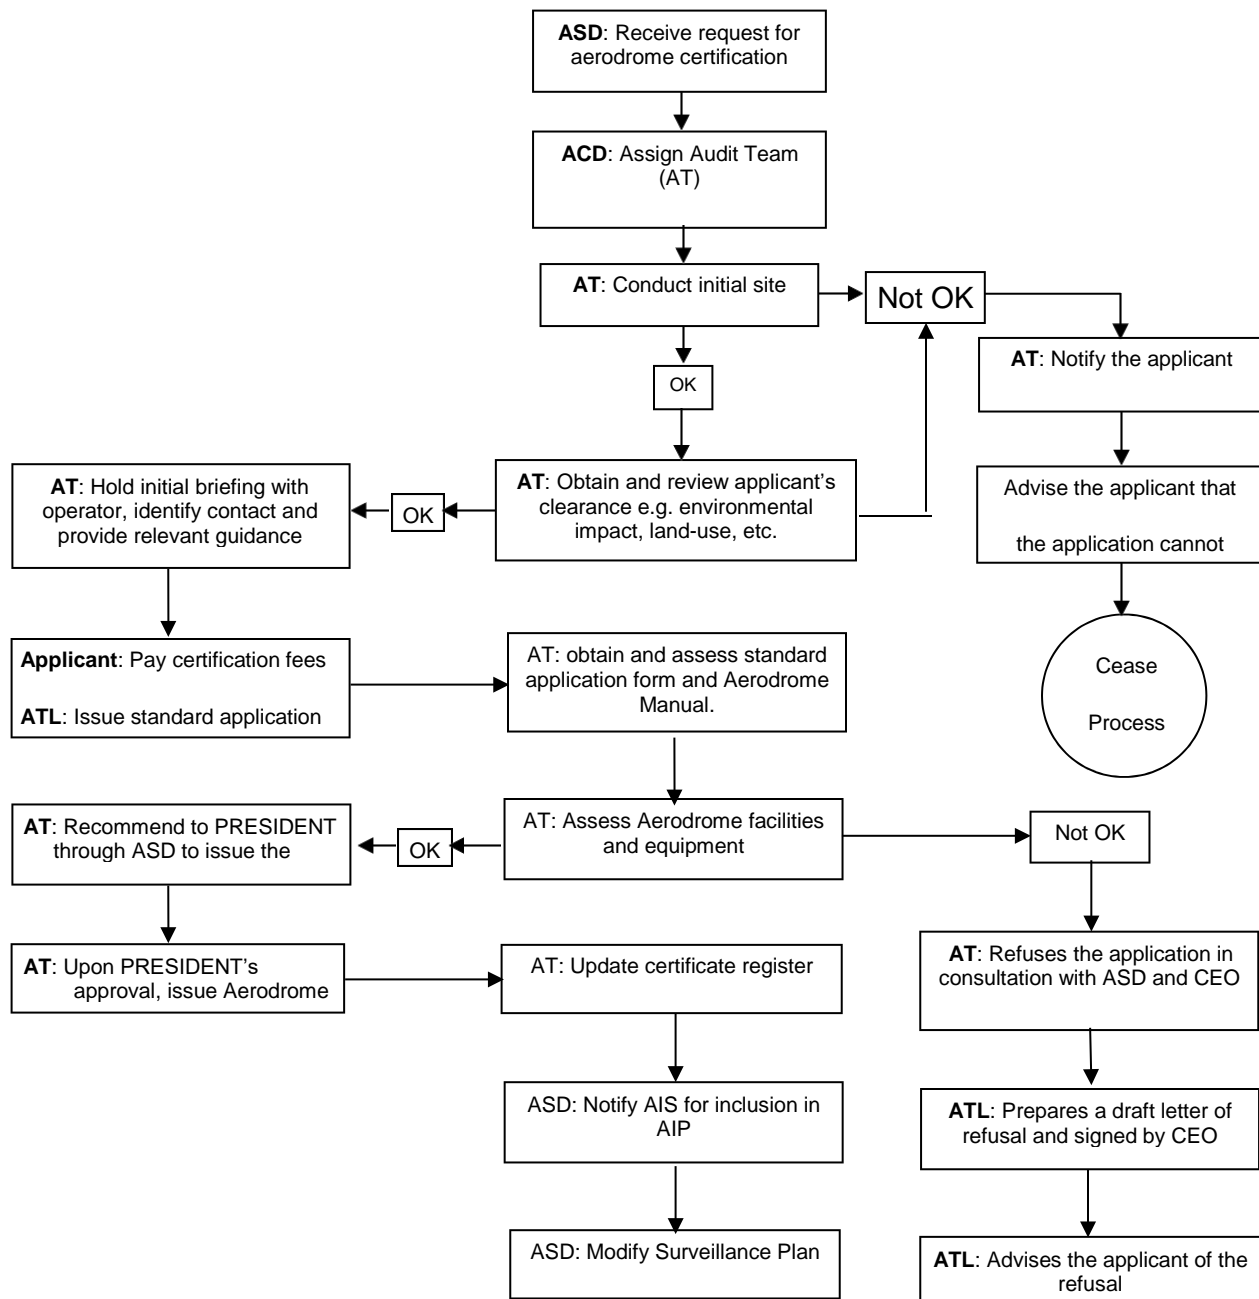 ASD: Receive request for
aerodrome certification
ACD: Assign Audit Team
(AT)
AT: Conduct initial site
Not OK
AT: Notify the applicant
OK
AT: Hold initial briefing with
operator, identify contact and
provide relevant guidance
OK
AT: Obtain and review applicant’s
clearance e.g. environmental
impact, land-use, etc.
Advise the applicant that
the application cannot
Applicant: Pay certification fees
ATL: Issue standard application
AT: obtain and assess standard
application form and Aerodrome
Manual.
Cease
Process
AT: Recommend to PRESIDENT
through ASD to issue the
OK
AT: Assess Aerodrome facilities
and equipment
Not OK
AT: Upon PRESIDENT’s
approval, issue Aerodrome
AT: Update certificate register
AT: Refuses the application in
consultation with ASD and CEO
ASD: Notify AIS for inclusion in
AIP
ATL: Prepares a draft letter of
refusal and signed by CEO
ASD: Modify Surveillance Plan
ATL: Advises the applicant of the
refusal